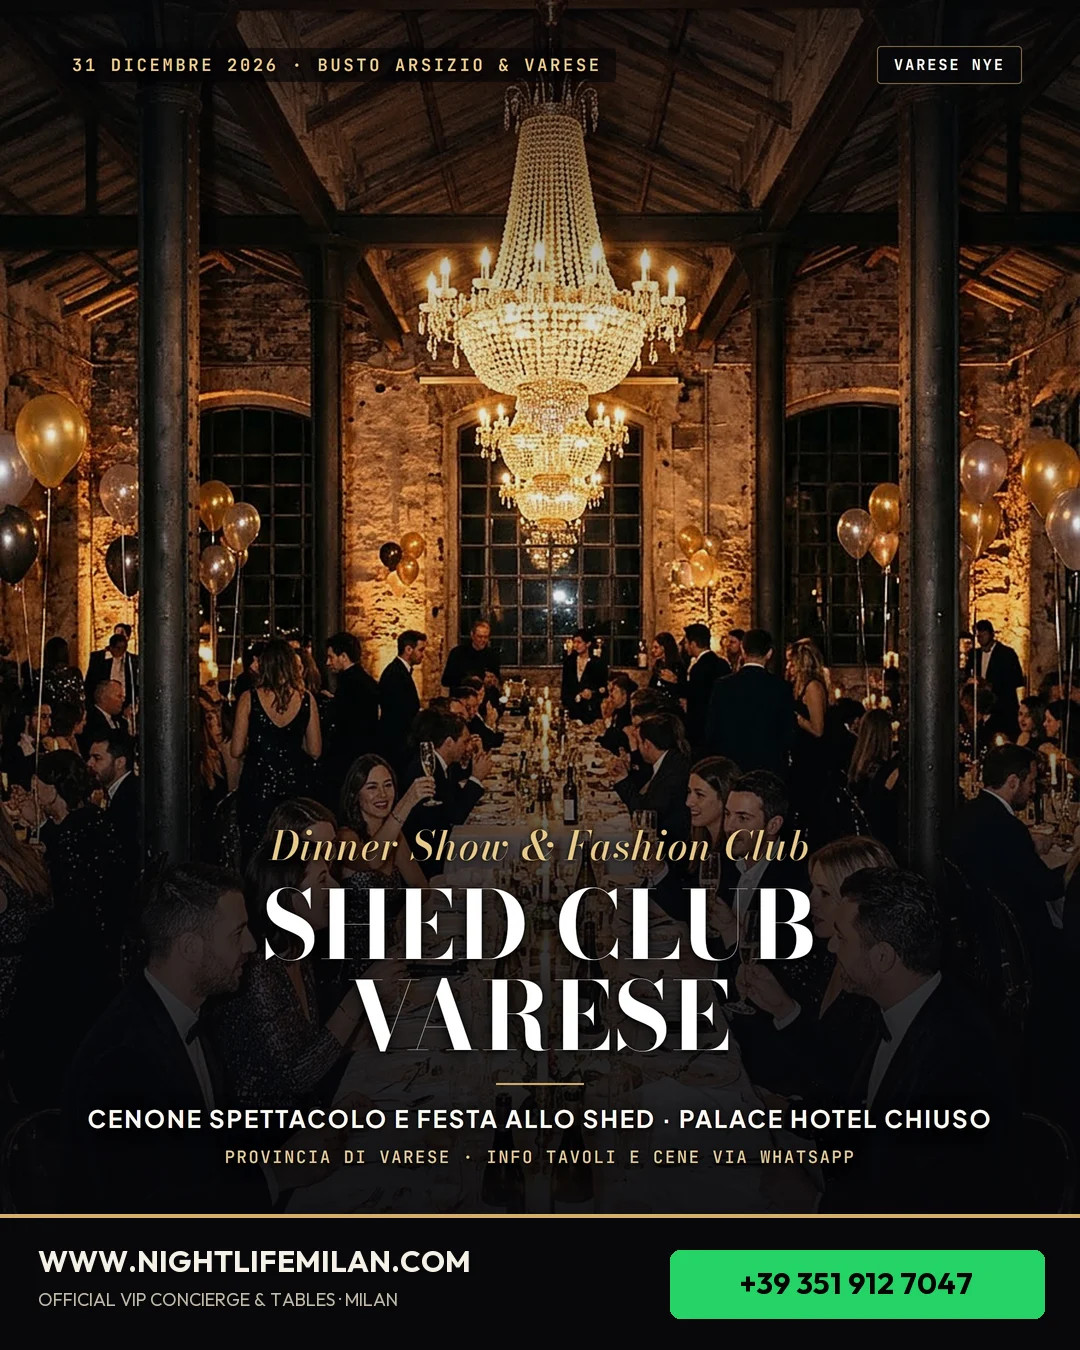 31 DICEMBRE 2026 · BUSTO ARSIZIO & VARESE
VARESE NYE
Dinner Show & Fashion Club
SHED CLUB
VARESE
CENONE SPETTACOLO E FESTA ALLO SHED · PALACE HOTEL CHIUSO
PROVINCIA DI VARESE · INFO TAVOLI E CENE VIA WHATSAPP
WWW.NIGHTLIFEMILAN.COM
OFFICIAL VIP CONCIERGE & TABLES · MILAN
+39 351 912 7047